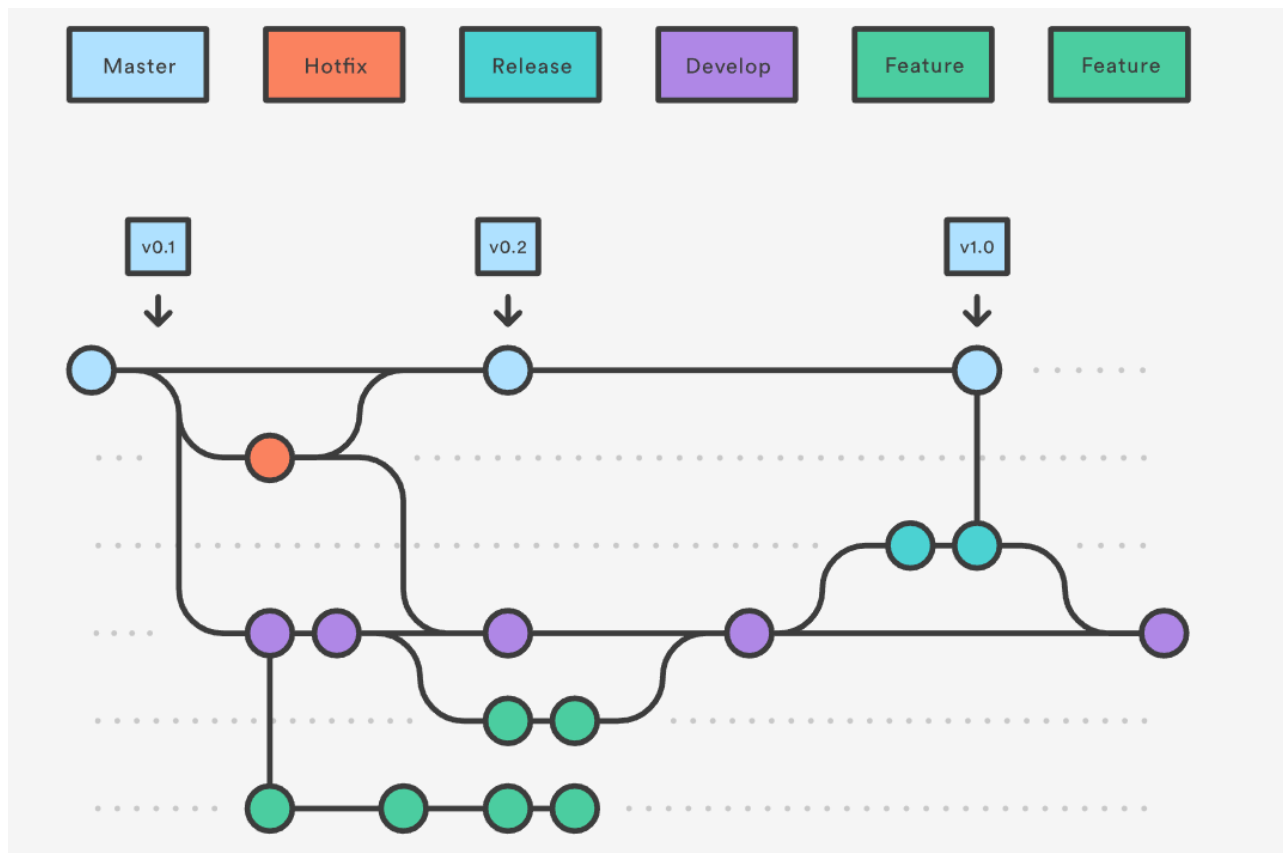 Master
Hotfix
Release
Develop
Feature
Feature
v0.1
v0.2
v1.0